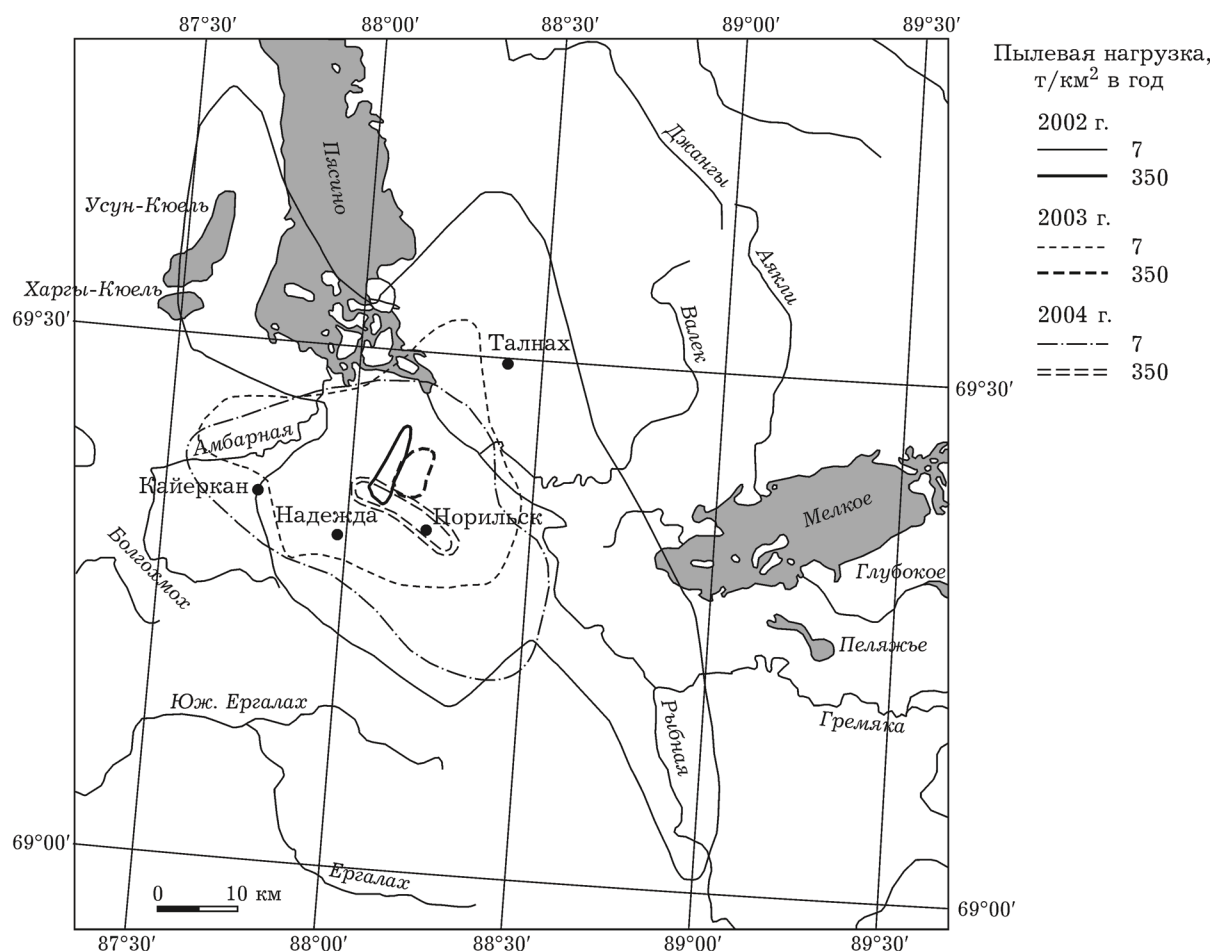 87°30′ 88°00′ 88°30′ 89°00′ 89°30′
Пылевая нагрузка,
т/км² в год
2002 г.
7
350
2003 г.
7
350
2004 г.
7
350
Джангы
Пясино
Усун-Кюель
Аякли
Харгы-Кюель
69°30′
Валек
Талнах
69°30′
Амбарная
Кайеркан
Надежда
Норильск
Мелкое
Болгохмох
Глубокое
Пеляжье
Юж. Ергалах
Рыбная
Гремяка
69°00′
Ергалах
0 10 км
69°00′
87°30′ 88°00′ 88°30′ 89°00′ 89°30′